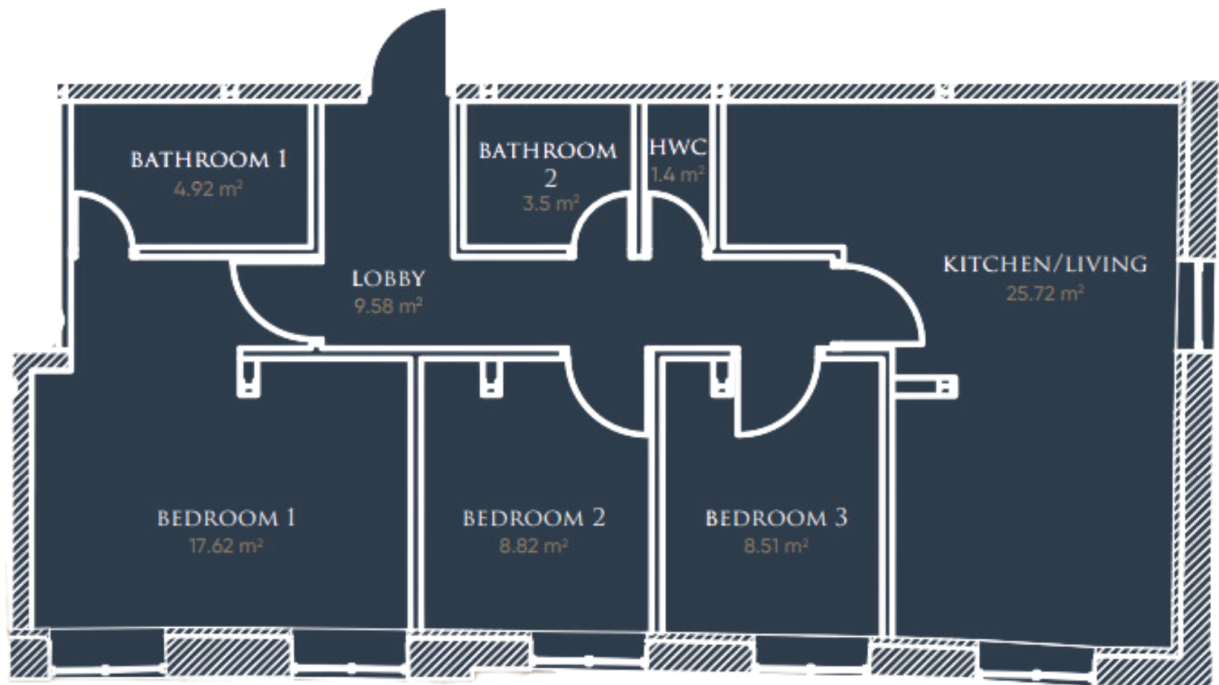 BATHROOM 1
4.92 m²
BATHROOM
2
3.5 m²
HWC
1.4 m²
LOBBY
9.58 m²
KITCHEN/LIVING
25.72 m²
BEDROOM 1
17.62 m²
BEDROOM 2
8.82 m²
BEDROOM 3
8.51 m²